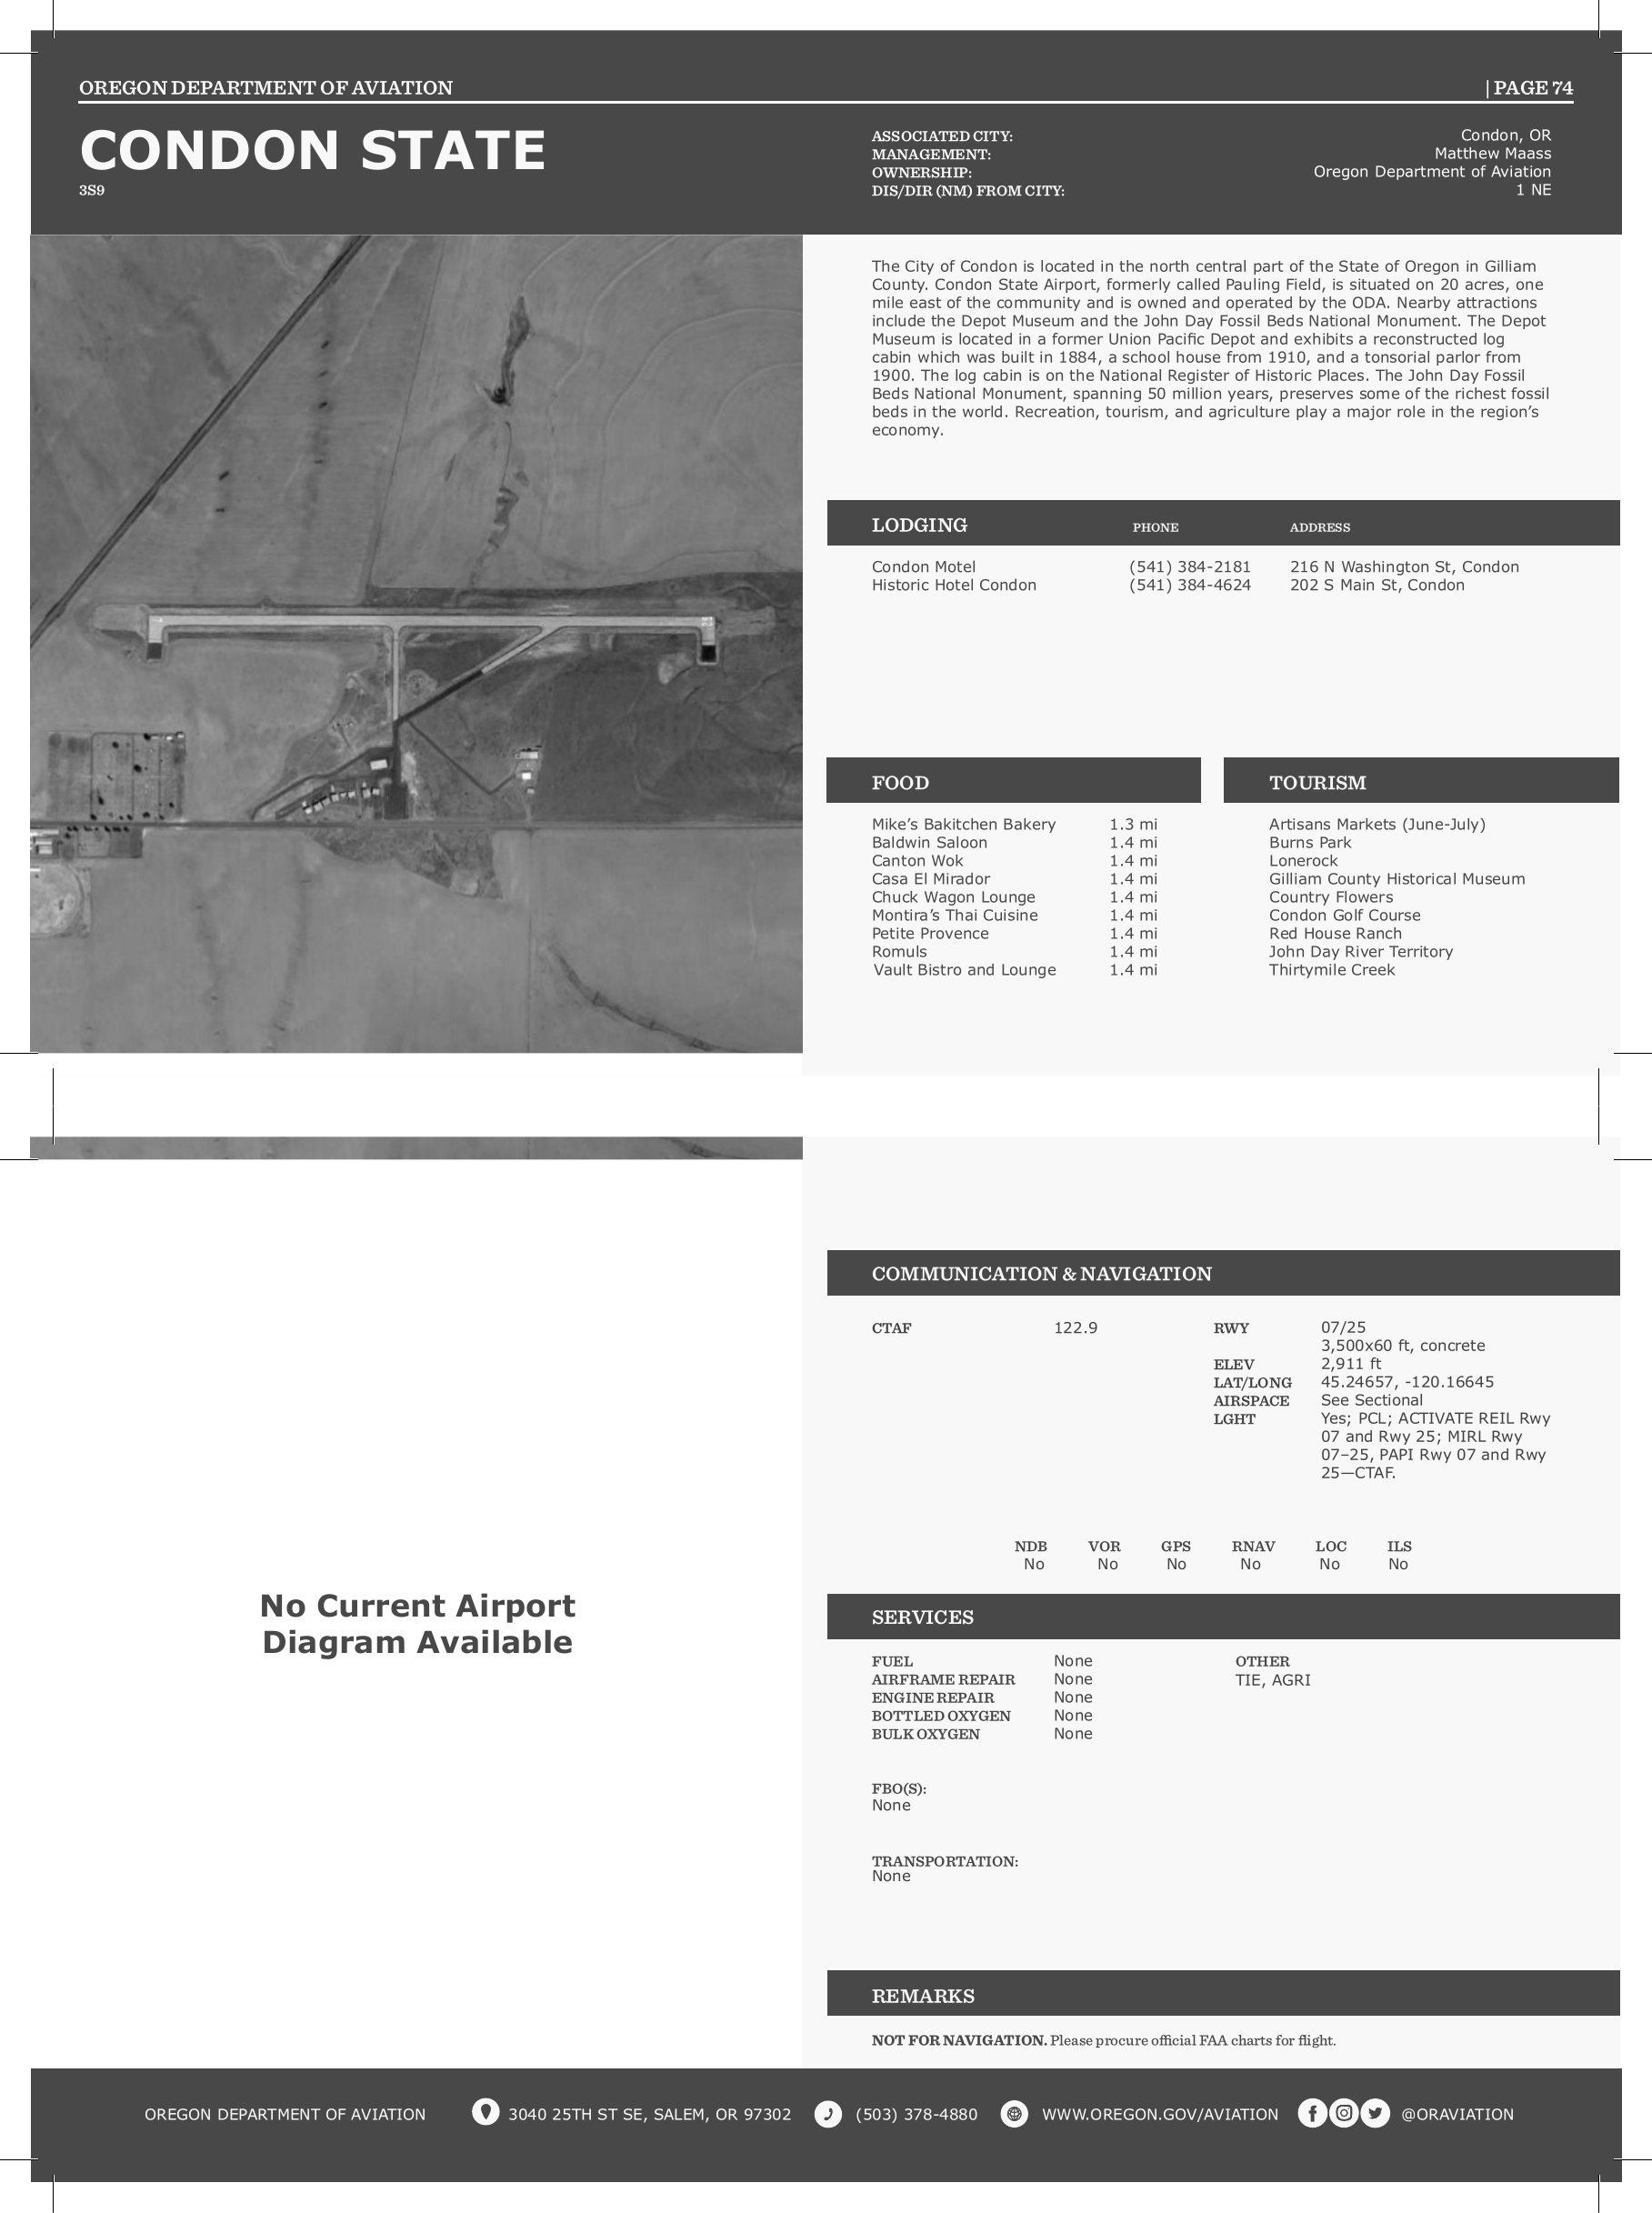 OREGON DEPARTMENT OF AVIATION
| PAGE 74
CONDON STATE
3S9
ASSOCIATED CITY: Condon, OR
MANAGEMENT: Matthew Maass
OWNERSHIP: Oregon Department of Aviation
DIS/DIR (NM) FROM CITY: 1 NE
The City of Condon is located in the north central part of the State of Oregon in Gilliam
County. Condon State Airport, formerly called Pauling Field, is situated on 20 acres, one
mile east of the community and is owned and operated by the ODA. Nearby attractions
include the Depot Museum and the John Day Fossil Beds National Monument. The Depot
Museum is located in a former Union Pacific Depot and exhibits a reconstructed log
cabin which was built in 1884, a school house from 1910, and a tonsorial parlor from
1900. The log cabin is on the National Register of Historic Places. The John Day Fossil
Beds National Monument, spanning 50 million years, preserves some of the richest fossil
beds in the world. Recreation, tourism, and agriculture play a major role in the region’s
economy.
LODGING PHONE ADDRESS
Condon Motel (541) 384-2181 216 N Washington St, Condon
Historic Hotel Condon (541) 384-4624 202 S Main St, Condon
FOOD
Mike’s Bakitchen Bakery 1.3 mi
Baldwin Saloon 1.4 mi
Canton Wok 1.4 mi
Casa El Mirador 1.4 mi
Chuck Wagon Lounge 1.4 mi
Montira’s Thai Cuisine 1.4 mi
Petite Provence 1.4 mi
Romuls 1.4 mi
Vault Bistro and Lounge 1.4 mi
TOURISM
Artisans Markets (June-July)
Burns Park
Lonerock
Gilliam County Historical Museum
Country Flowers
Condon Golf Course
Red House Ranch
John Day River Territory
Thirtymile Creek
No Current Airport
Diagram Available
COMMUNICATION & NAVIGATION
CTAF 122.9
RWY 07/25
3,500x60 ft, concrete
ELEV 2,911 ft
LAT/LONG 45.24657, -120.16645
AIRSPACE See Sectional
LGHT Yes; PCL; ACTIVATE REIL Rwy
07 and Rwy 25; MIRL Rwy
07–25, PAPI Rwy 07 and Rwy
25—CTAF.
NDB VOR GPS RNAV LOC ILS
No No No No No No
SERVICES
FUEL None
AIRFRAME REPAIR None
ENGINE REPAIR None
BOTTLED OXYGEN None
BULK OXYGEN None
OTHER
TIE, AGRI
FBO(S):
None
TRANSPORTATION:
None
REMARKS
NOT FOR NAVIGATION. Please procure official FAA charts for flight.
OREGON DEPARTMENT OF AVIATION 3040 25TH ST SE, SALEM, OR 97302 (503) 378-4880 WWW.OREGON.GOV/AVIATION @ORAVIATION